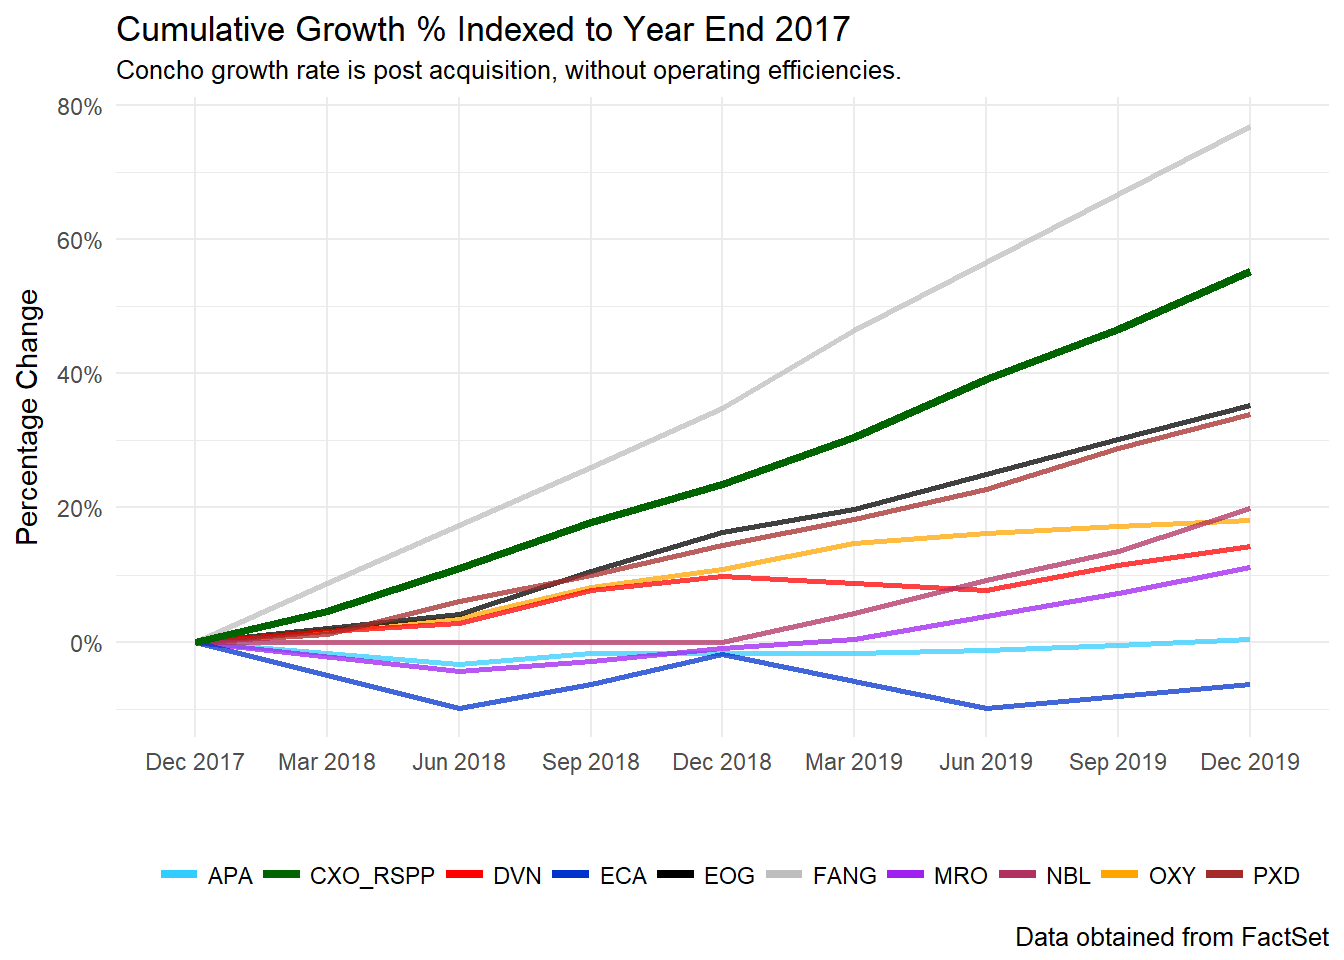 Cumulative Growth % Indexed to Year End 2017
Concho growth rate is post acquisition, without operating efficiencies.
Percentage Change
80%
60%
40%
20%
0%
Dec 2017 Mar 2018 Jun 2018 Sep 2018 Dec 2018 Mar 2019 Jun 2019 Sep 2019 Dec 2019
APA CXO_RSPP DVN ECA EOG FANG MRO NBL OXY PXD
Data obtained from FactSet